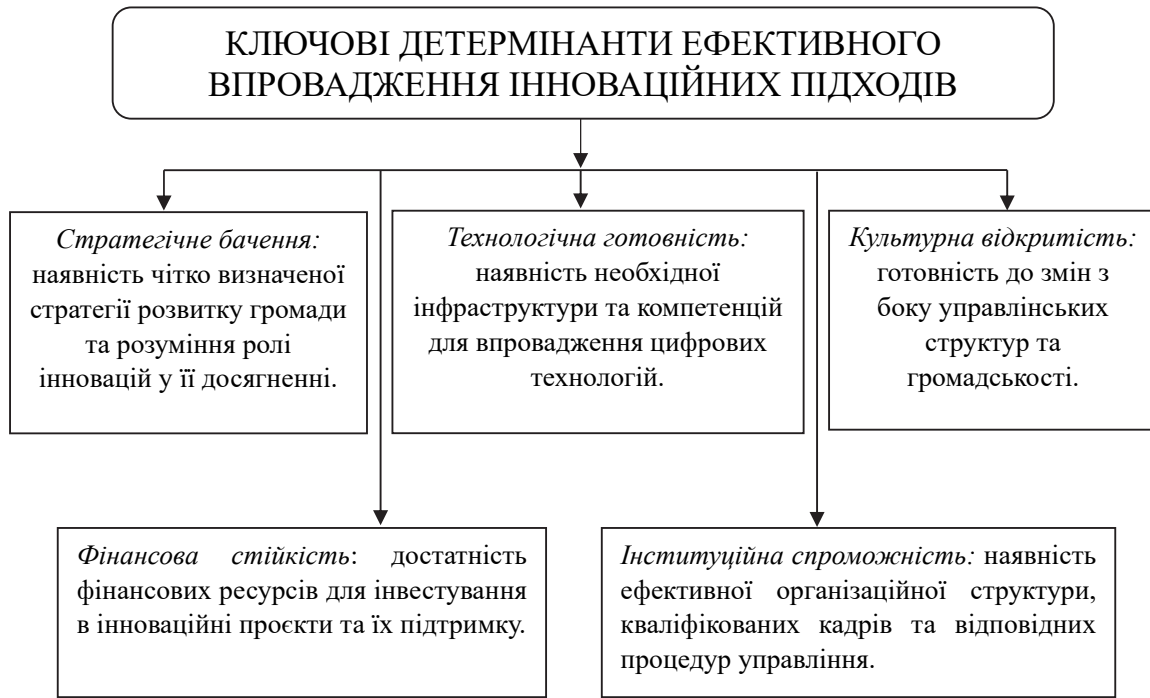 КЛЮЧОВІ ДЕТЕРМІНАНТИ ЕФЕКТИВНОГО
ВПРОВАДЖЕННЯ ІННОВАЦІЙНИХ ПІДХОДІВ
Стратегічне бачення:
наявність чітко визначеної
стратегії розвитку громади
та розуміння ролі
інновацій у її досягненні.
Технологічна готовність:
наявність необхідної
інфраструктури та компетенцій
для впровадження цифрових
технологій.
Культурна відкритість:
готовність до змін з
боку управлінських
структур та
громадськості.
Фінансова стійкість: достатність
фінансових ресурсів для інвестування
в інноваційні проєкти та їх підтримку.
Інституційна спроможність: наявність
ефективної організаційної структури,
кваліфікованих кадрів та відповідних
процедур управління.